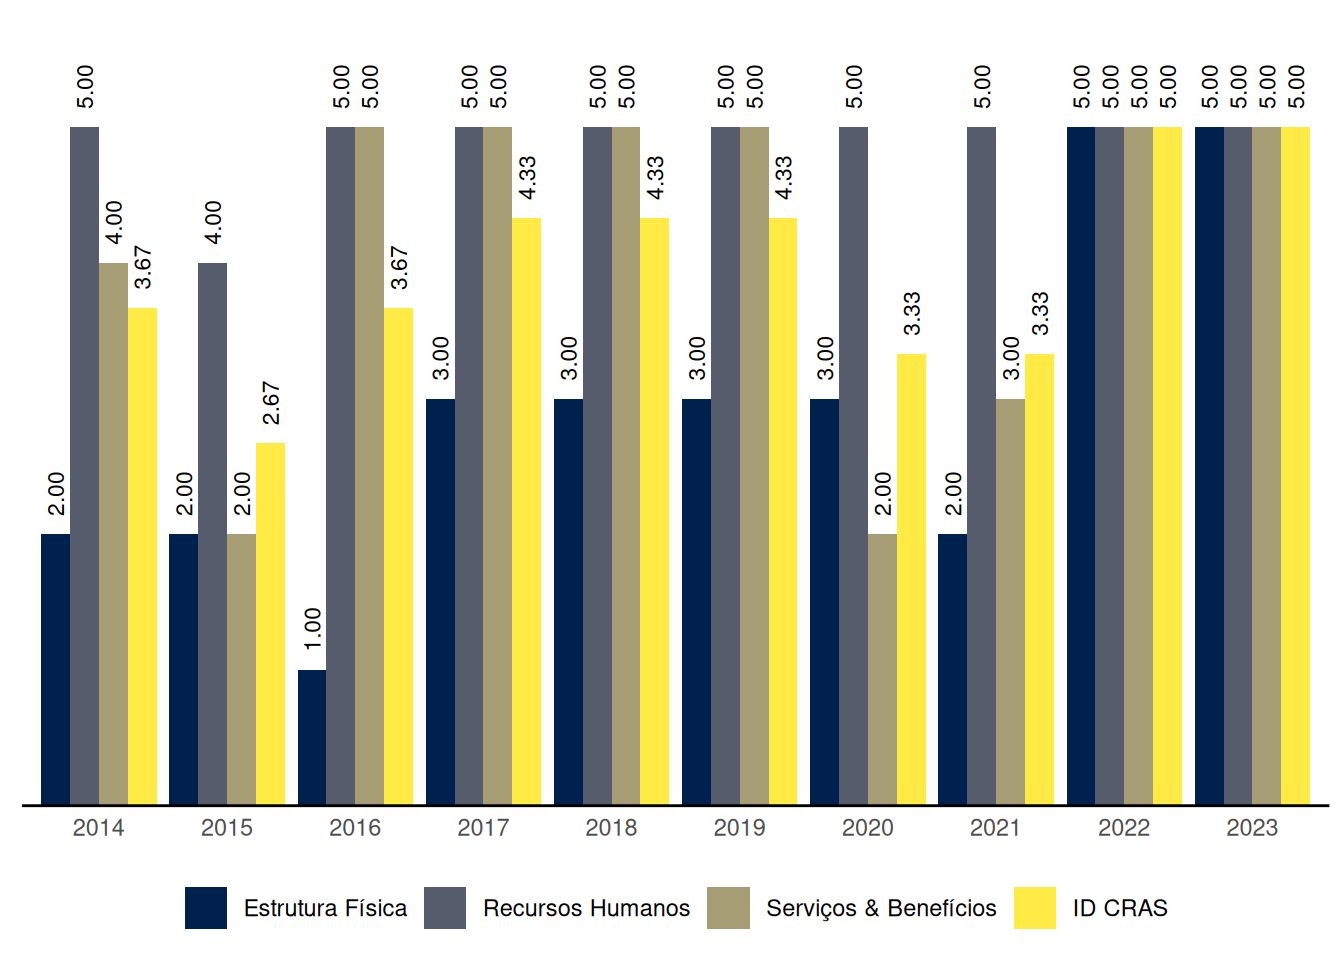 5.00 5.00 5.00 5.00 5.00 5.00 5.00 5.00 5.00 5.00 5.00 5.00 5.00 5.00 5.00 5.00 5.00 5.00 5.00
4.33 4.33 4.33
4.00 4.00
3.67 3.67
3.33 3.33
3.00 3.00 3.00 3.00 3.00
2.67
2.00 2.00 2.00 2.00 2.00
1.00
2014 2015 2016 2017 2018 2019 2020 2021 2022 2023
Estrutura Física Recursos Humanos Serviços & Benefícios ID CRAS